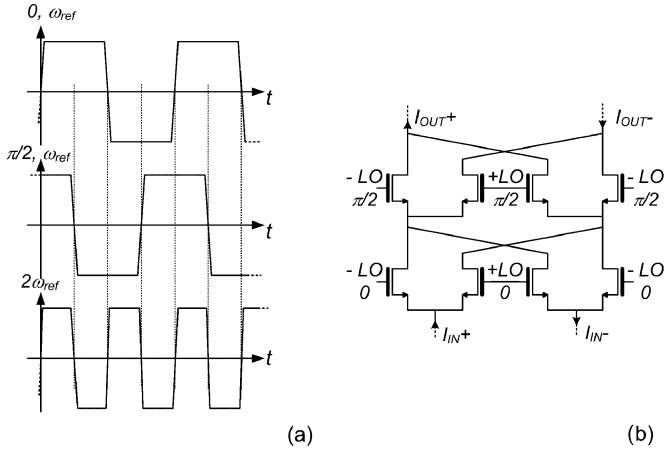 0, ωref
t
π/2, ωref
t
2ωref
t
(a)
IOUT+
IOUT-
- LO
π/2
+LO
π/2
- LO
π/2
- LO
0
+LO
0
- LO
0
IIN+
IIN-
(b)